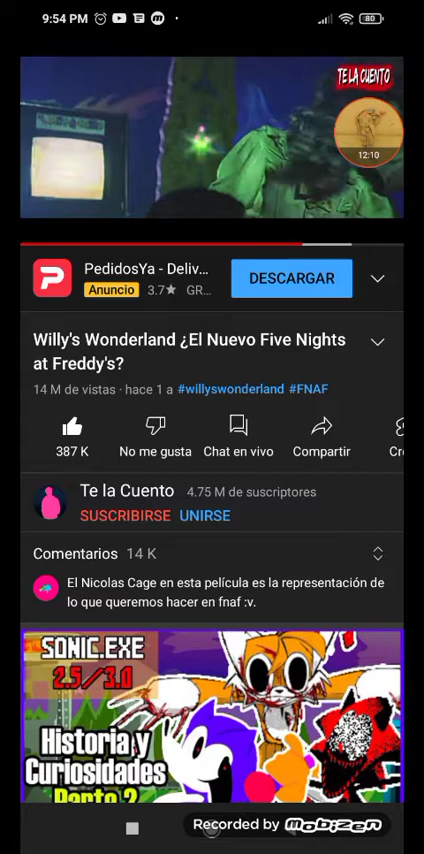 9:54 PM
80
TE LA CUENTO
12:10
PedidosYa - Deliv...
Anuncio 3.7★ GR...
DESCARGAR
Willy's Wonderland ¿El Nuevo Five Nights
at Freddy's?
14 M de vistas · hace 1 a #willyswonderland #FNAF
387 K No me gusta Chat en vivo Compartir Cre
Te la Cuento 4.75 M de suscriptores
SUSCRIBIRSE UNIRSE
Comentarios 14 K
El Nicolas Cage en esta película es la representación de
lo que queremos hacer en fnaf :v.
SONIC.EXE
2.5/3.0
Historia y
Curiosidades
Parte 2
Recorded by MOBIZEN